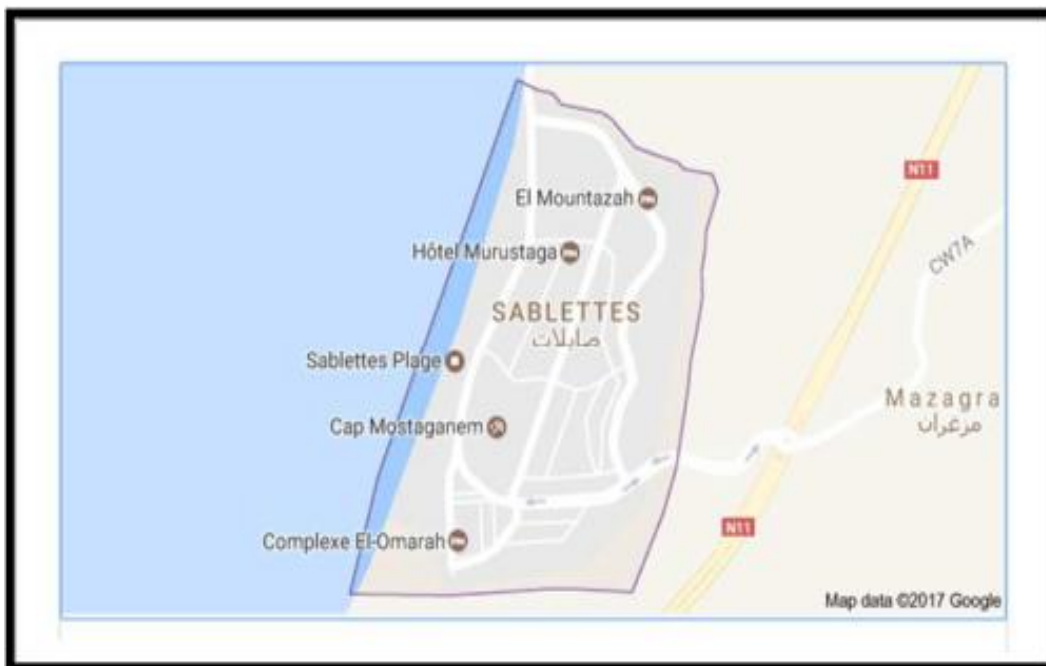 N11
El Mountazah
Hôtel Murustaga
CW7A
SABLETTES
صابلات
Sablettes Plage
Mazagra
مزغران
Cap Mostaganem
N11
Complexe El-Omarah
Map data ©2017 Google